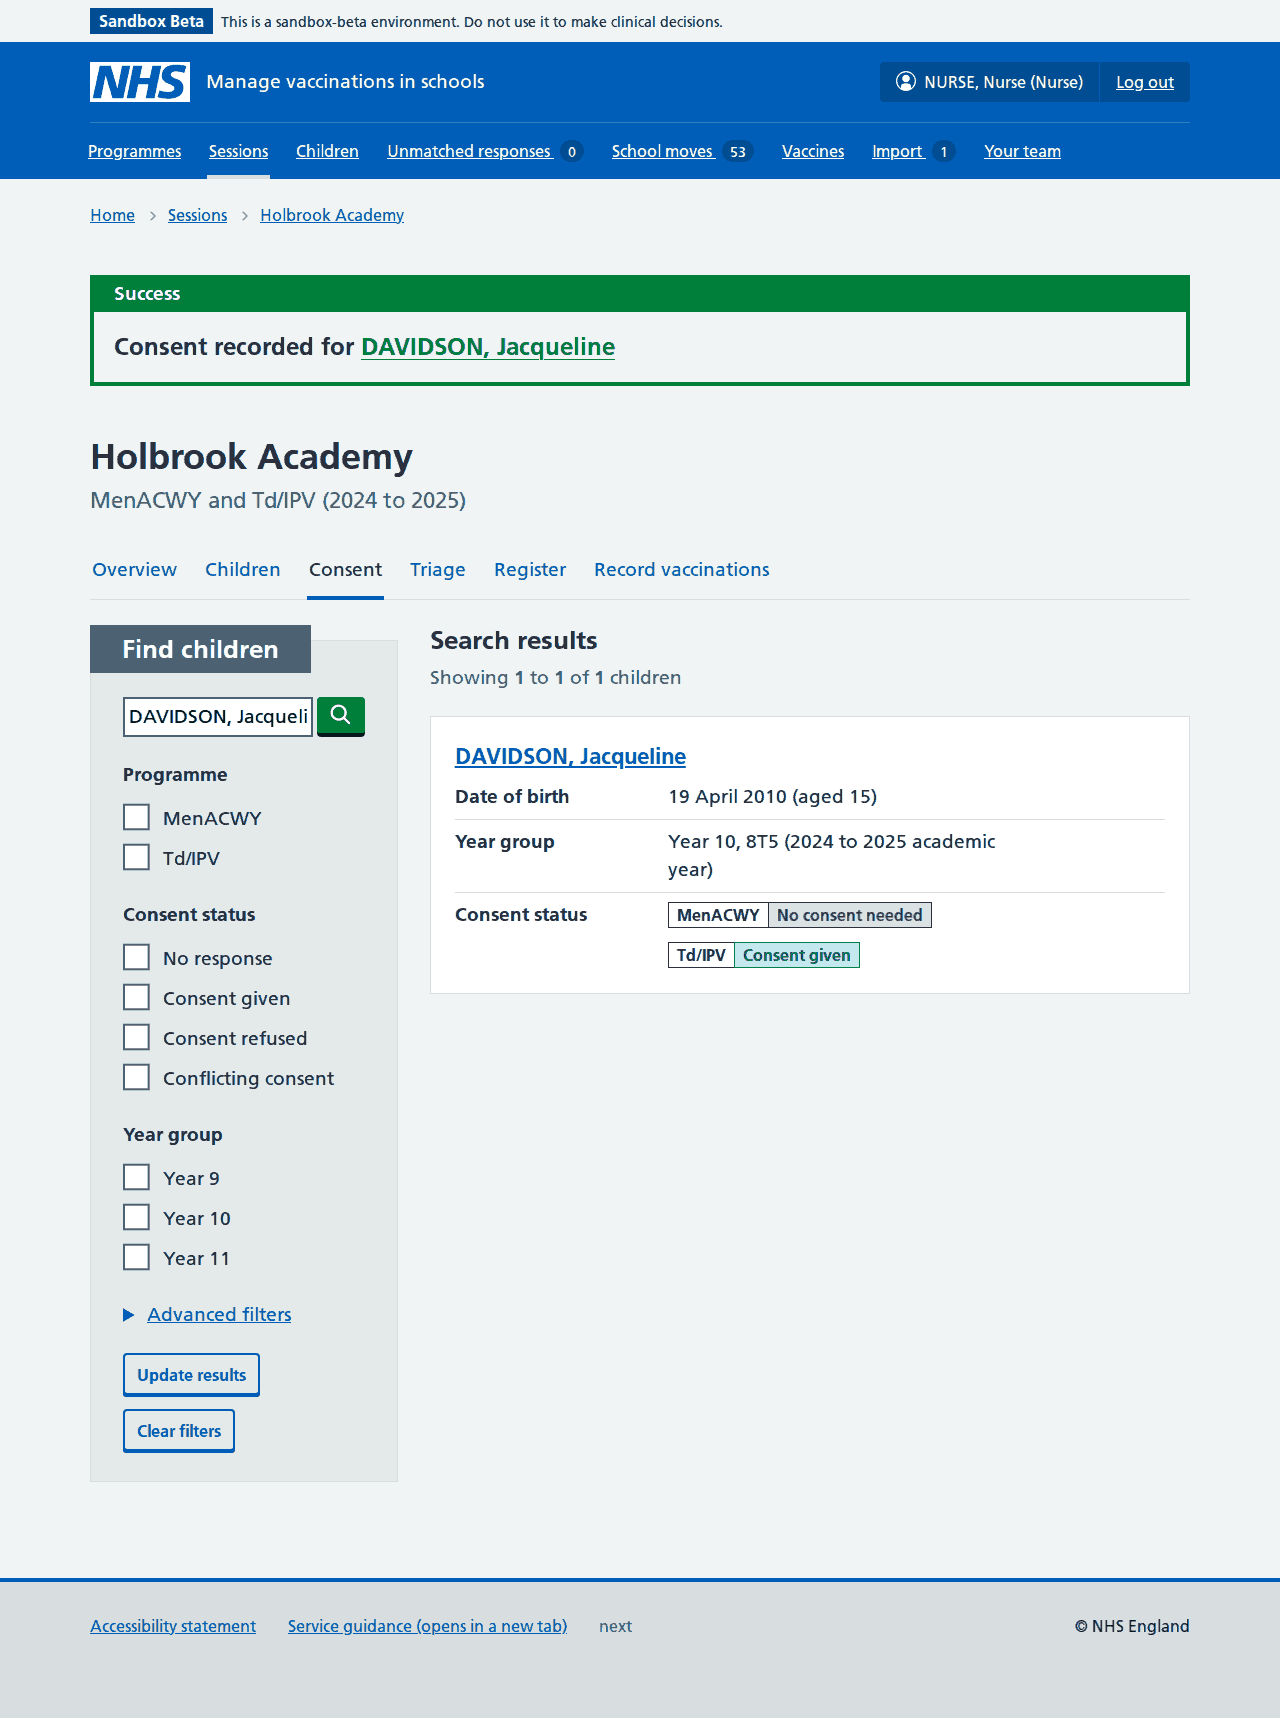 Sandbox Beta This is a sandbox-beta environment. Do not use it to make clinical decisions.
NHS Manage vaccinations in schools NURSE, Nurse (Nurse) Log out
Programmes Sessions Children Unmatched responses 0 School moves 53 Vaccines Import 1 Your team
Home Sessions Holbrook Academy
Success
Consent recorded for DAVIDSON, Jacqueline
Holbrook Academy
MenACWY and Td/IPV (2024 to 2025)
Overview Children Consent Triage Register Record vaccinations
Find children
DAVIDSON, Jacqueli
Programme
MenACWY
Td/IPV
Consent status
No response
Consent given
Consent refused
Conflicting consent
Year group
Year 9
Year 10
Year 11
Advanced filters
Update results
Clear filters
Search results
Showing 1 to 1 of 1 children
DAVIDSON, Jacqueline
Date of birth 19 April 2010 (aged 15)
Year group Year 10, 8T5 (2024 to 2025 academic
year)
Consent status MenACWY No consent needed
Td/IPV Consent given
Accessibility statement Service guidance (opens in a new tab) next © NHS England